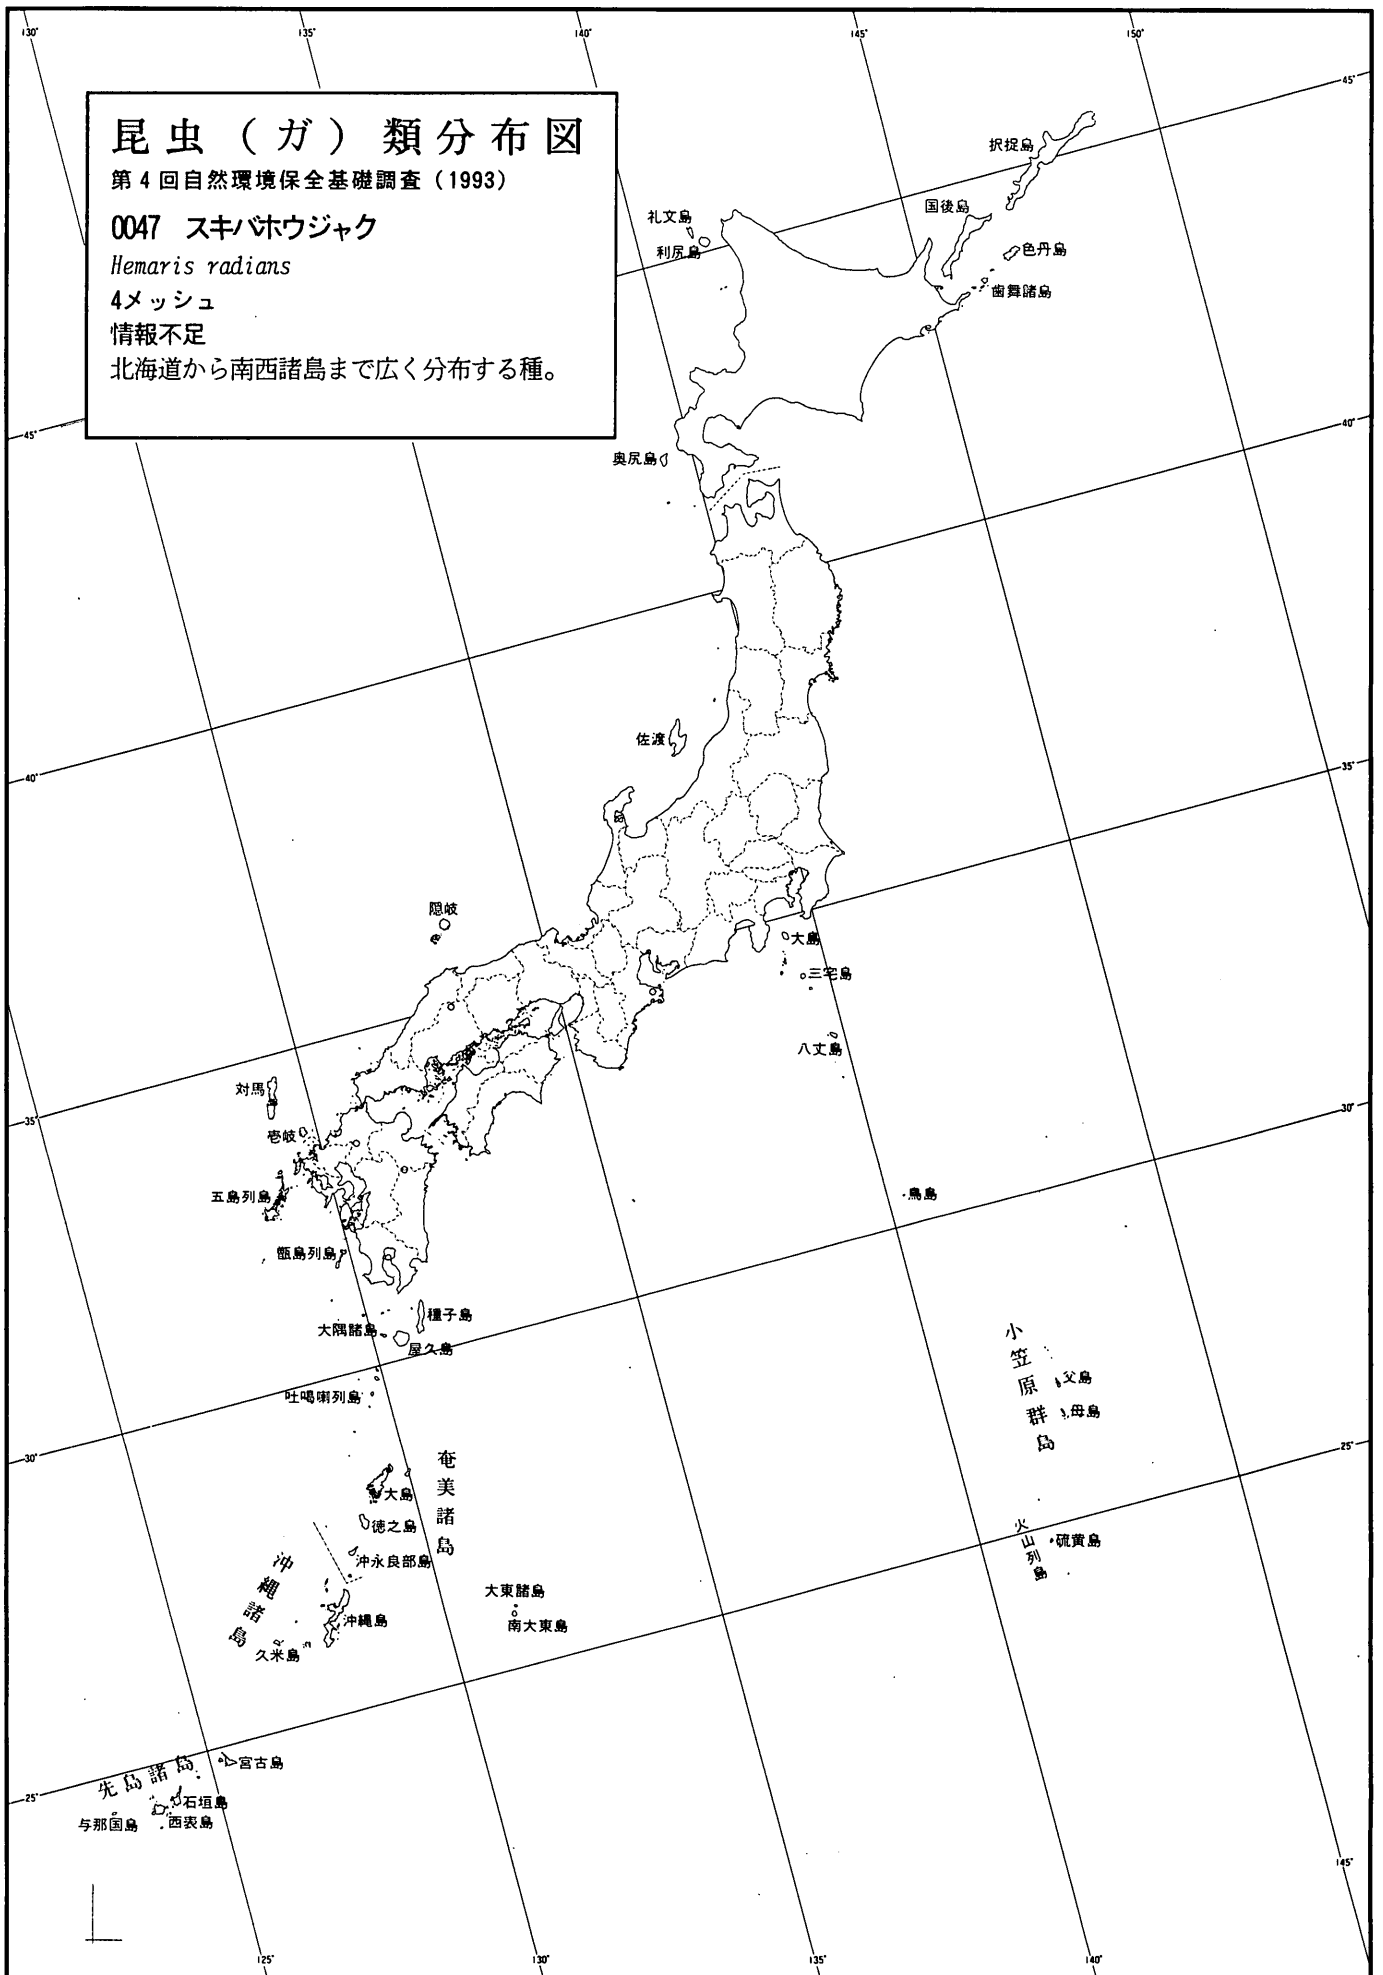 130°
135°
140°
145°
150°
昆虫（ガ）類分布図
第4回自然環境保全基礎調査（1993）
0047 スキバホウジャク
Hemaris radians
4メッシュ
情報不足
北海道から南西諸島まで広く分布する種。
45°
択捉島
国後島
色丹島
歯舞諸島
礼文島
利尻島
40°
45°
奥尻島
佐渡
35°
40°
隠岐
大島
三宅島
八丈島
対馬
壱岐
30°
35°
五島列島
鳥島
甑島列島
種子島
大隅諸島
屋久島
吐噶喇列島
小笠原群島
父島
母島
25°
30°
奄美諸島
大島
徳之島
沖永良部島
火山列島
硫黄島
沖縄諸島
沖縄島
久米島
大東諸島
南大東島
先島諸島
宮古島
石垣島
西表島
与那国島
25°
145°
125°
130°
135°
140°